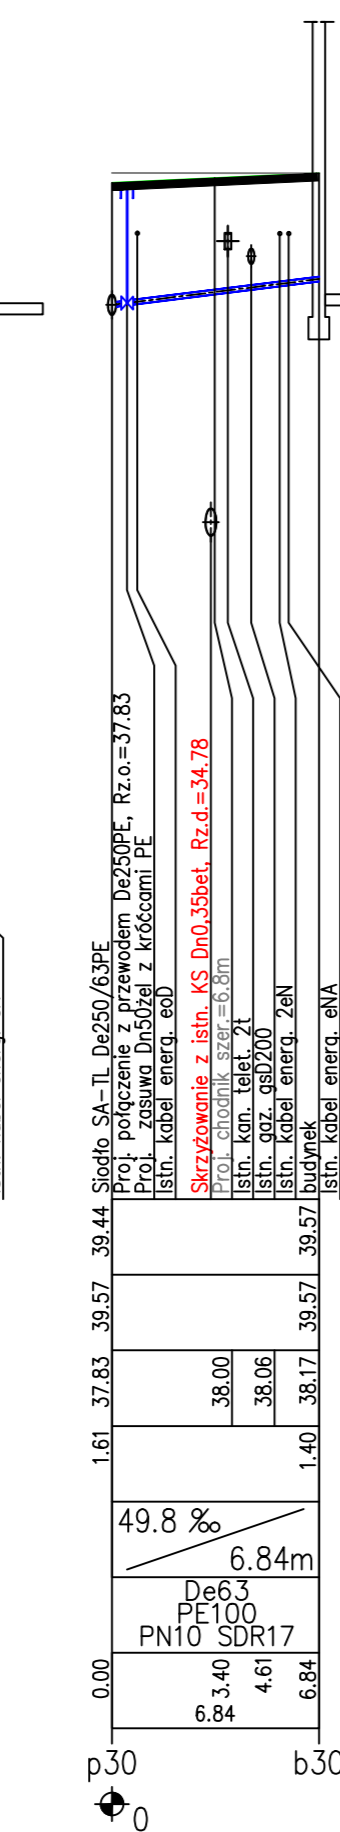 Siodło SA-TL De250/63PE
Proj. połączenie z przewodem De250PE, Rz.o.=37.83
Proj. zasuwa Dn50żel z króćcami PE
Istn. kabel energ. eoD
Skrzyżowanie z istn. KS Dn0,35bet, Rz.d.=34.78
Proj. chodnik szer.=6.8m
Istn. kan. telet. 2t
Istn. gaz. gsD200
Istn. kabel energ. 2eN
budynek
Istn. kabel energ. eNA
39.44 39.57
39.57 39.57
37.83 38.00 38.06 38.17
1.61 1.40
49.8 ‰
6.84m
De63
PE100
PN10 SDR17
0.00 3.40 4.61 6.84
6.84
p30 b30
0